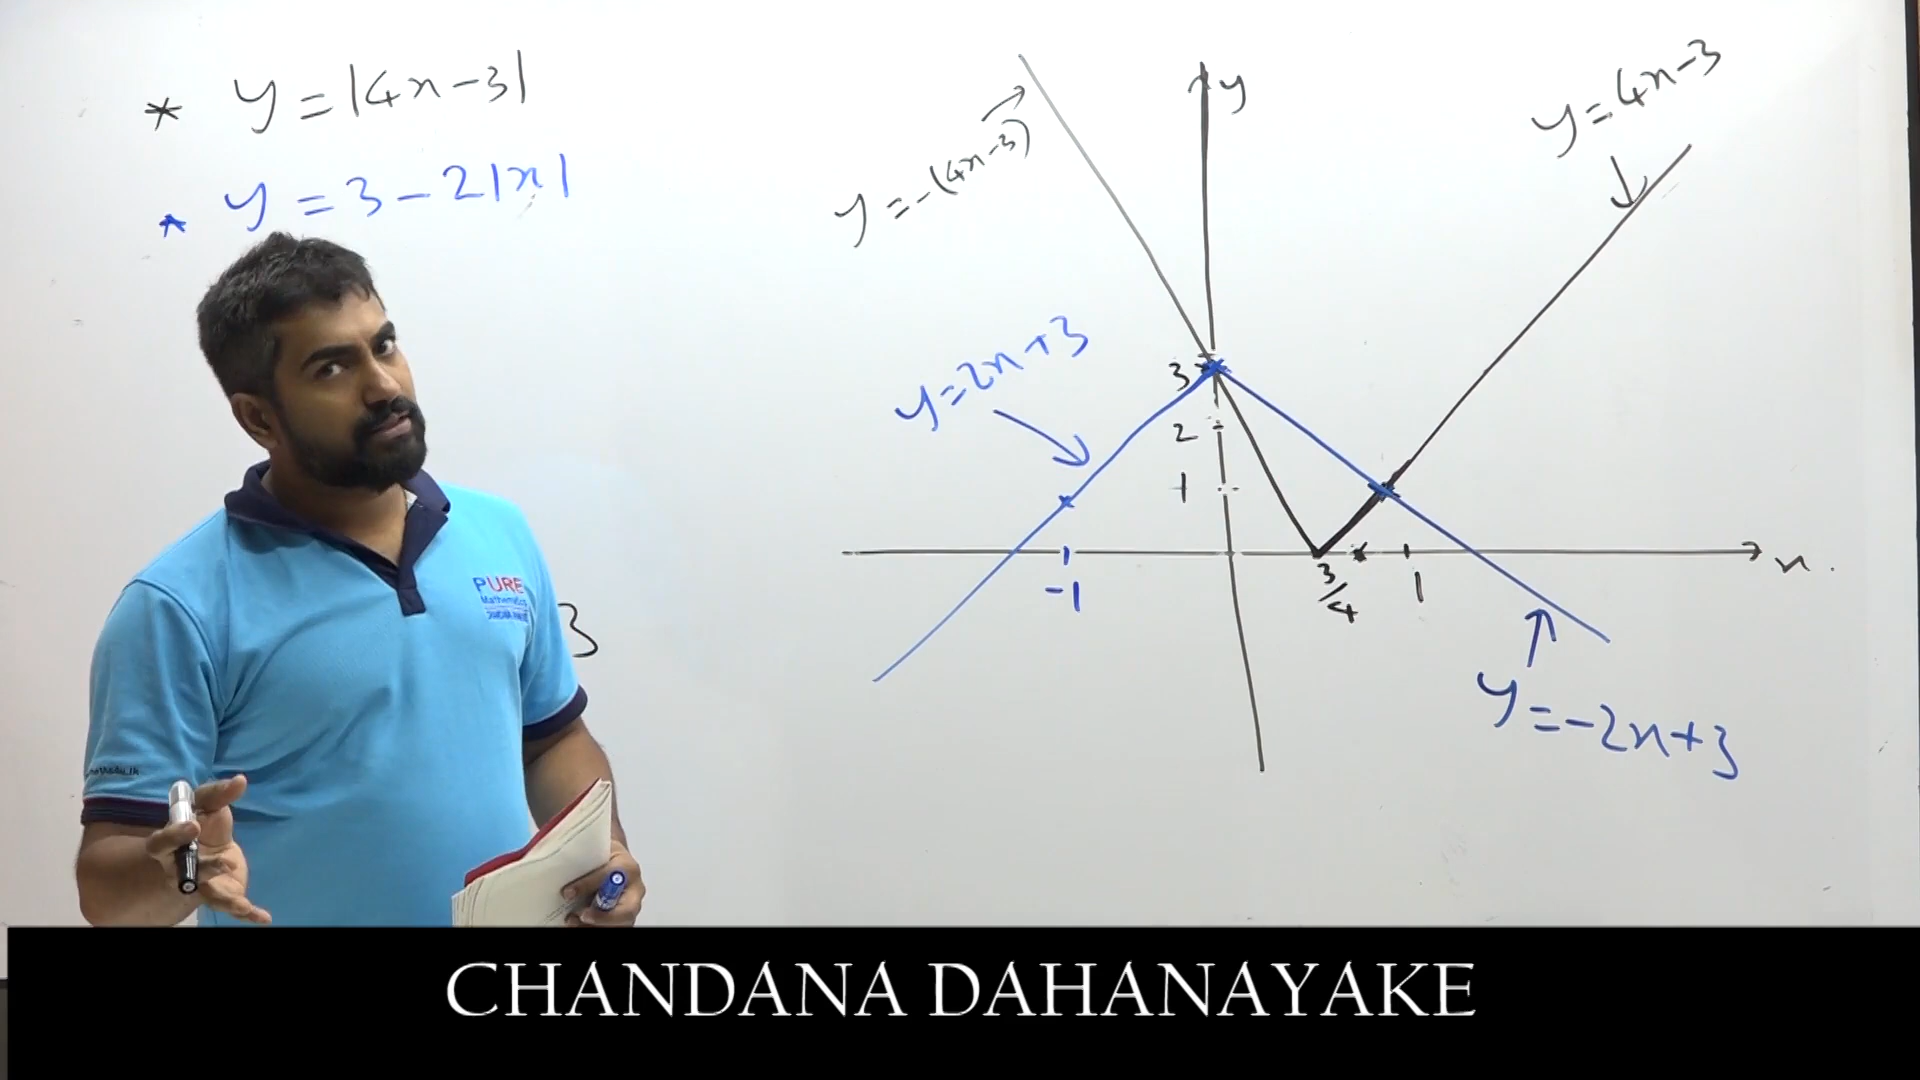 * y = |4x-3|
* y = 3-2|x|
y
y = 4x-3
y = -(4x-3)
y = 2x+3
3
2
1
x
-1
3/4
1
y = -2x+3
3
PURE
Mathematics
CHANDANA DAHANAYAKE